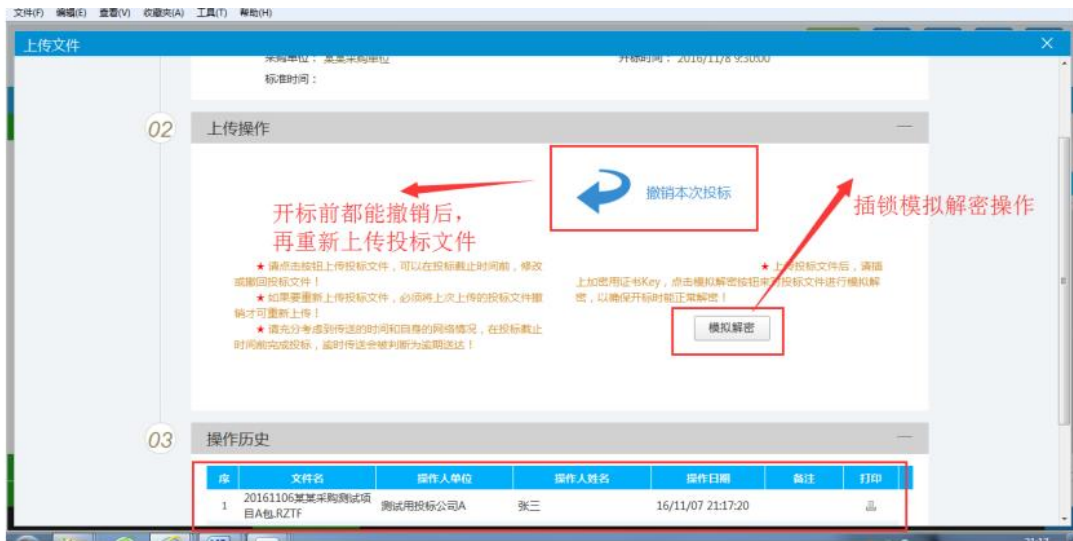 文件(F) 编辑(E) 查看(V) 收藏夹(A) 工具(T) 帮助(H)
上传文件
采购单位： 某某采购单位 开标时间： 2016/11/8 9:30:00
标准时间：
02 上传操作
撤销本次投标
开标前都能撤销后，
再重新上传投标文件
插锁模拟解密操作
★ 请点击按钮上传投标文件，可以在投标截止时间前，修改
或撤回投标文件！
★ 如果要重新上传投标文件，必须将上次上传的投标文件撤
销才可重新上传！
★ 请充分考虑到传送的时间和自身的网络情况，在投标截止
时间前完成投标，逾时传送会被判断为逾期送达！
★ 上传投标文件后，请插
上加密用证书Key，点击模拟解密按钮来对投标文件进行模拟解
密，以确保开标时能正常解密！
模拟解密
03 操作历史
序 文件名 操作人单位 操作人姓名 操作日期 备注 打印
1 20161106某某采购测试项
目A包.RZTF 测试用投标公司A 张三 16/11/07 21:17:20